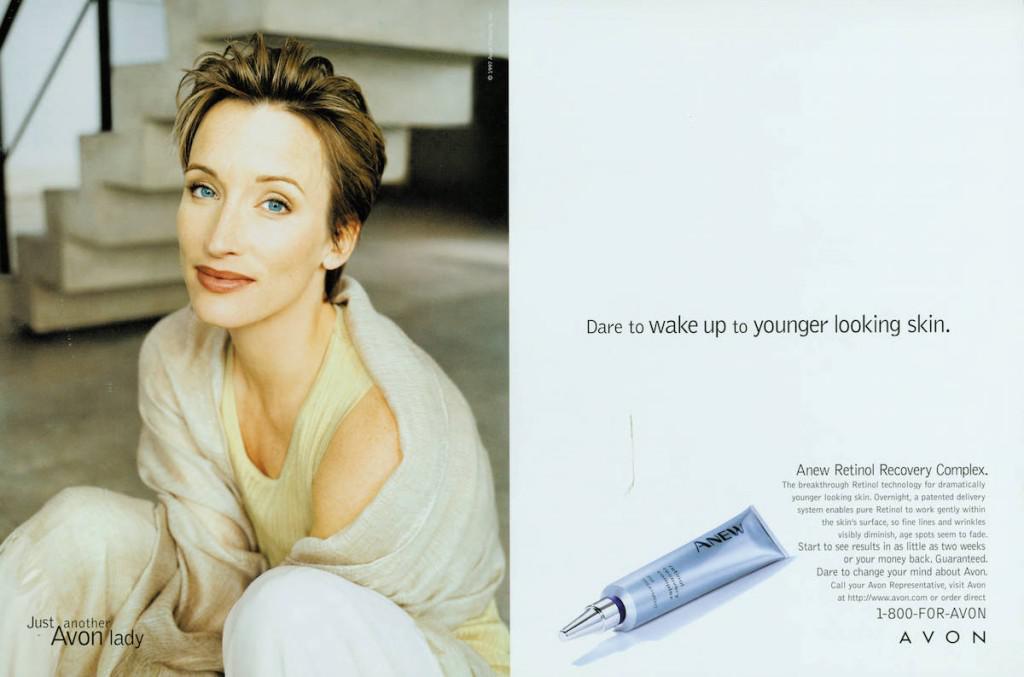 © 1997
Just another
Avon lady
Dare to wake up to younger looking skin.
ANEW
Anew Retinol Recovery Complex.
The breakthrough Retinol technology for dramatically
younger looking skin. Overnight, a patented delivery
system enables pure Retinol to work gently within
the skin's surface, so fine lines and wrinkles
visibly diminish, age spots seem to fade.
Start to see results in as little as two weeks
or your money back. Guaranteed.
Dare to change your mind about Avon.
Call your Avon Representative, visit Avon
at http://www.avon.com or order direct
1-800-FOR-AVON
AVON